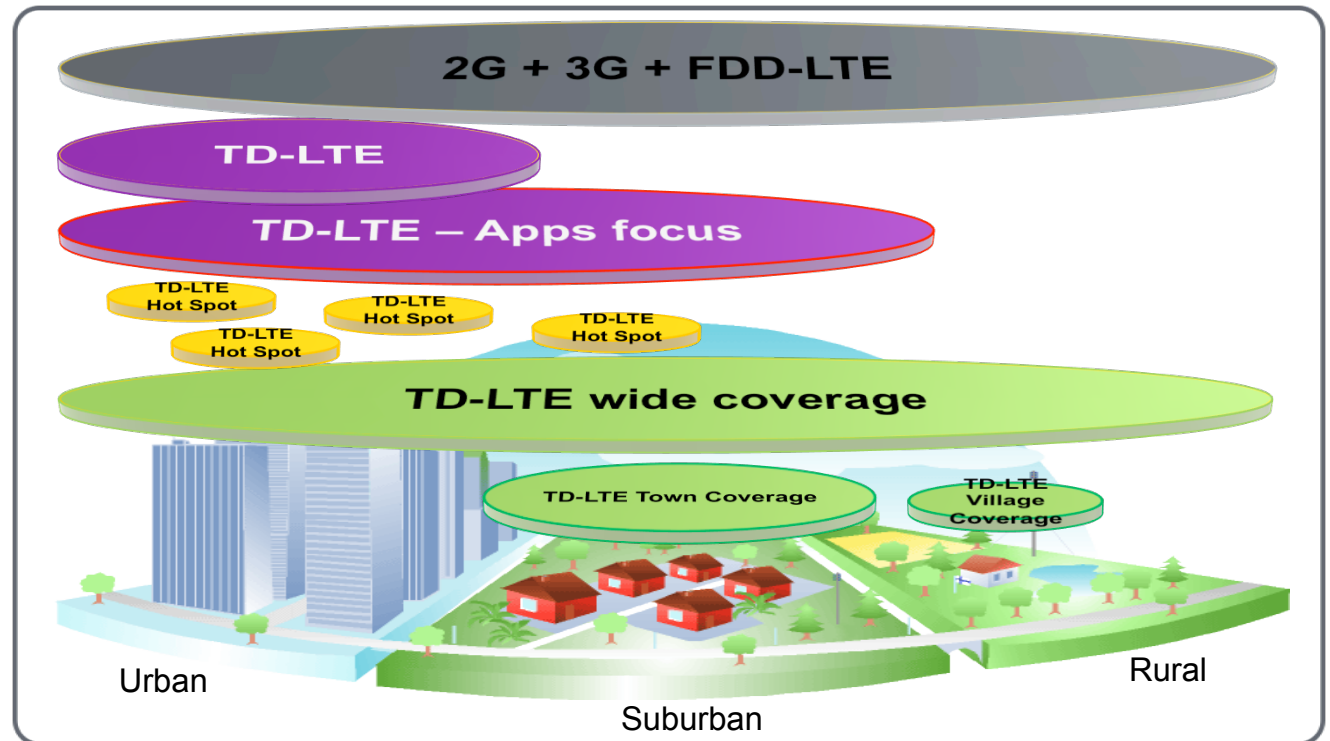 2G + 3G + FDD-LTE
TD-LTE
TD-LTE – Apps focus
TD-LTE
Hot Spot
TD-LTE
Hot Spot
TD-LTE
Hot Spot
TD-LTE
Hot Spot
TD-LTE wide coverage
TD-LTE Town Coverage
TD-LTE
Village
Coverage
Urban
Suburban
Rural